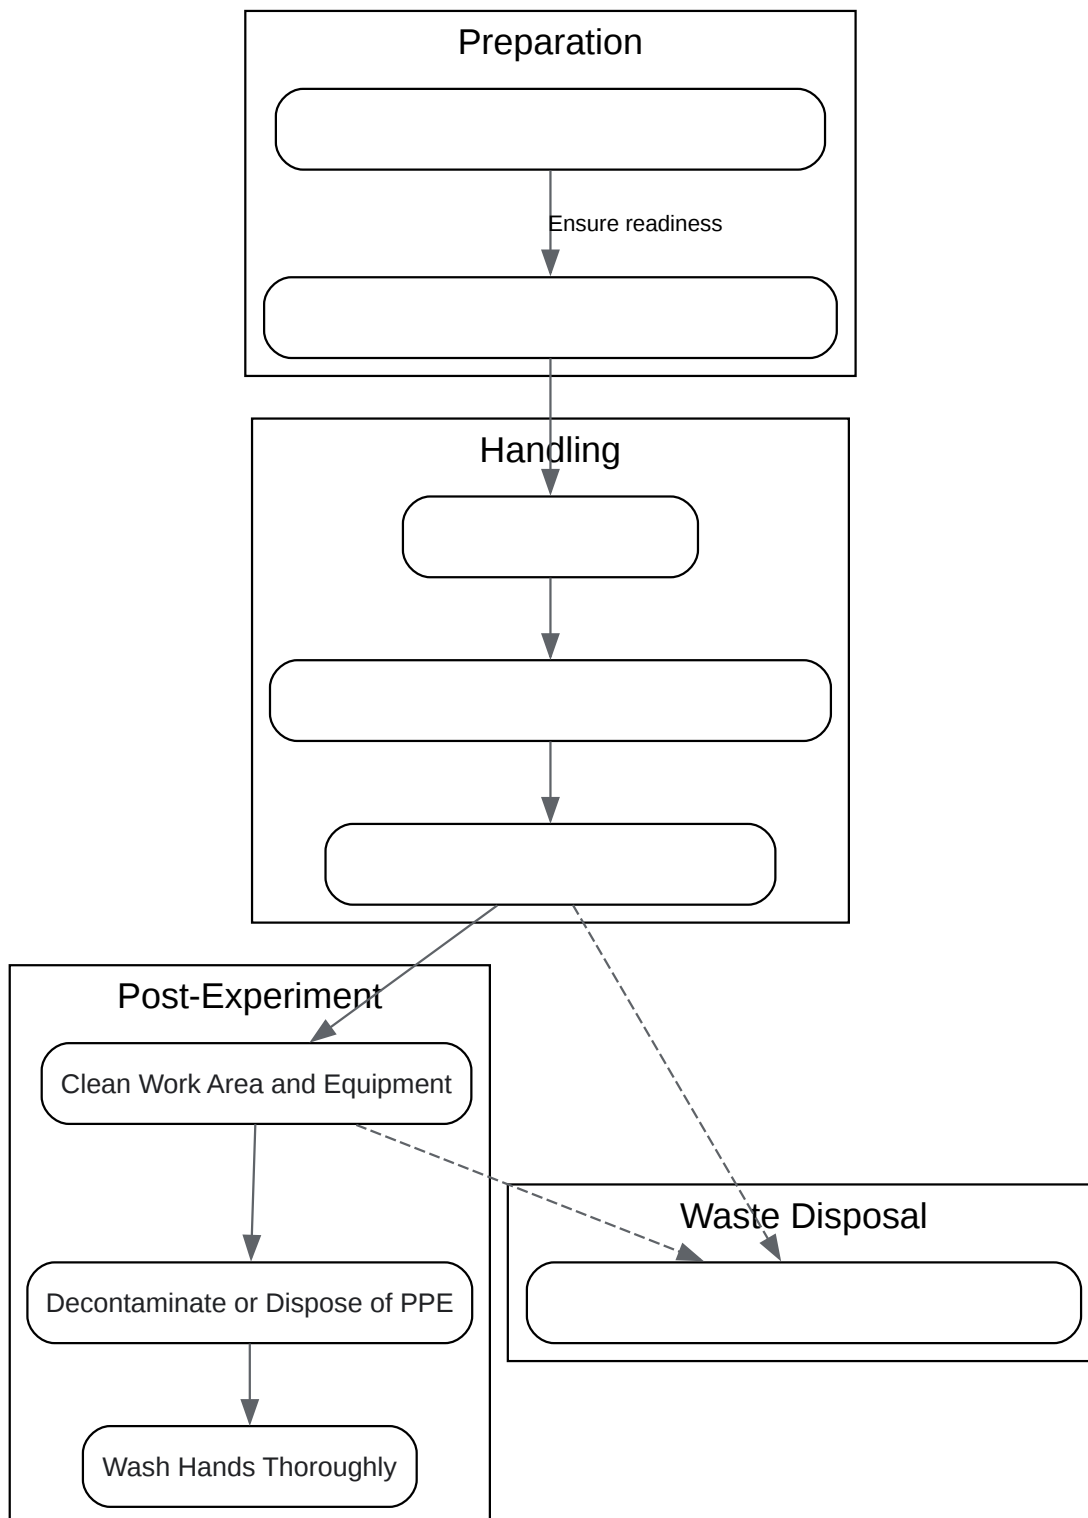 Preparation
Ensure readiness
Handling
Post-Experiment
Clean Work Area and Equipment
Waste Disposal
Decontaminate or Dispose of PPE
Wash Hands Thoroughly